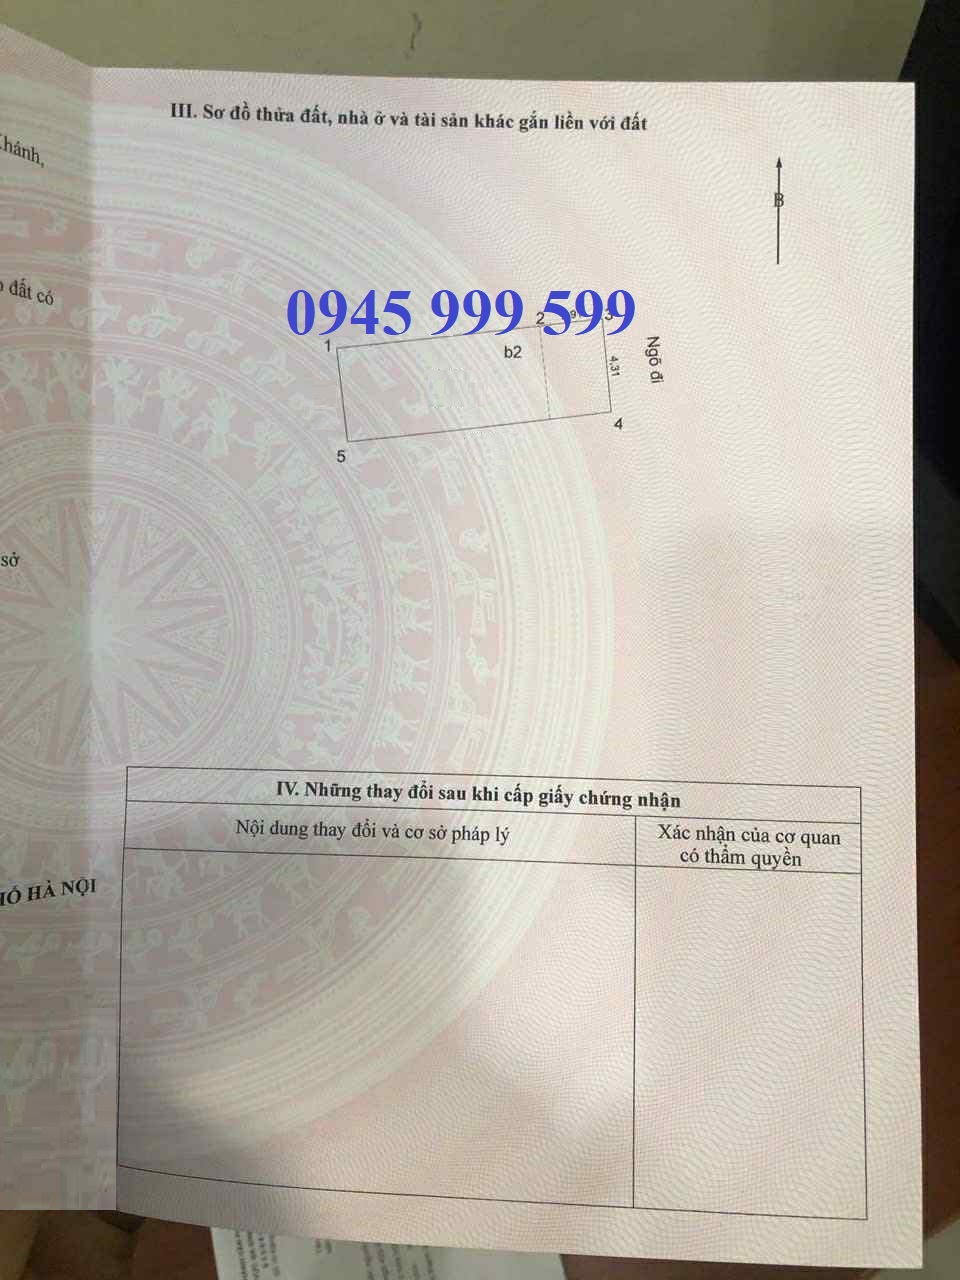 III. Sơ đồ thửa đất, nhà ở và tài sản khác gắn liền với đất
Khánh,
B
đất có
0945 999 599
1
2
9
3
b2
4,31
Ngõ đi
4
5
sở
IV. Những thay đổi sau khi cấp giấy chứng nhận
Nội dung thay đổi và cơ sở pháp lý
Xác nhận của cơ quan
có thẩm quyền
HÀ NỘI